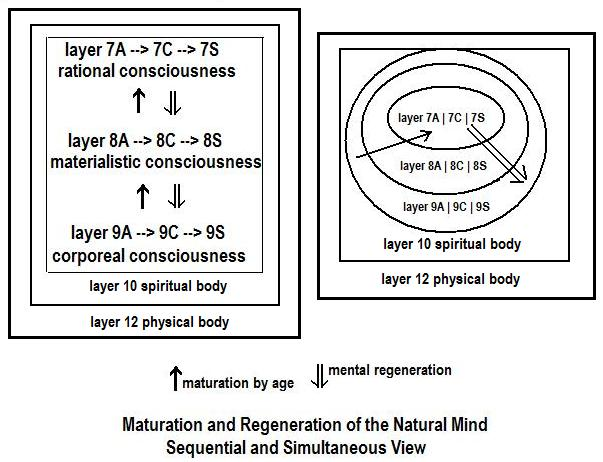 layer 7A --> 7C --> 7S
rational consciousness
layer 8A --> 8C --> 8S
materialistic consciousness
layer 9A --> 9C --> 9S
corporeal consciousness
layer 10 spiritual body
layer 12 physical body
layer 7A | 7C | 7S
layer 8A | 8C | 8S
layer 9A | 9C | 9S
layer 10 spiritual body
layer 12 physical body
maturation by age
mental regeneration
Maturation and Regeneration of the Natural Mind
Sequential and Simultaneous View